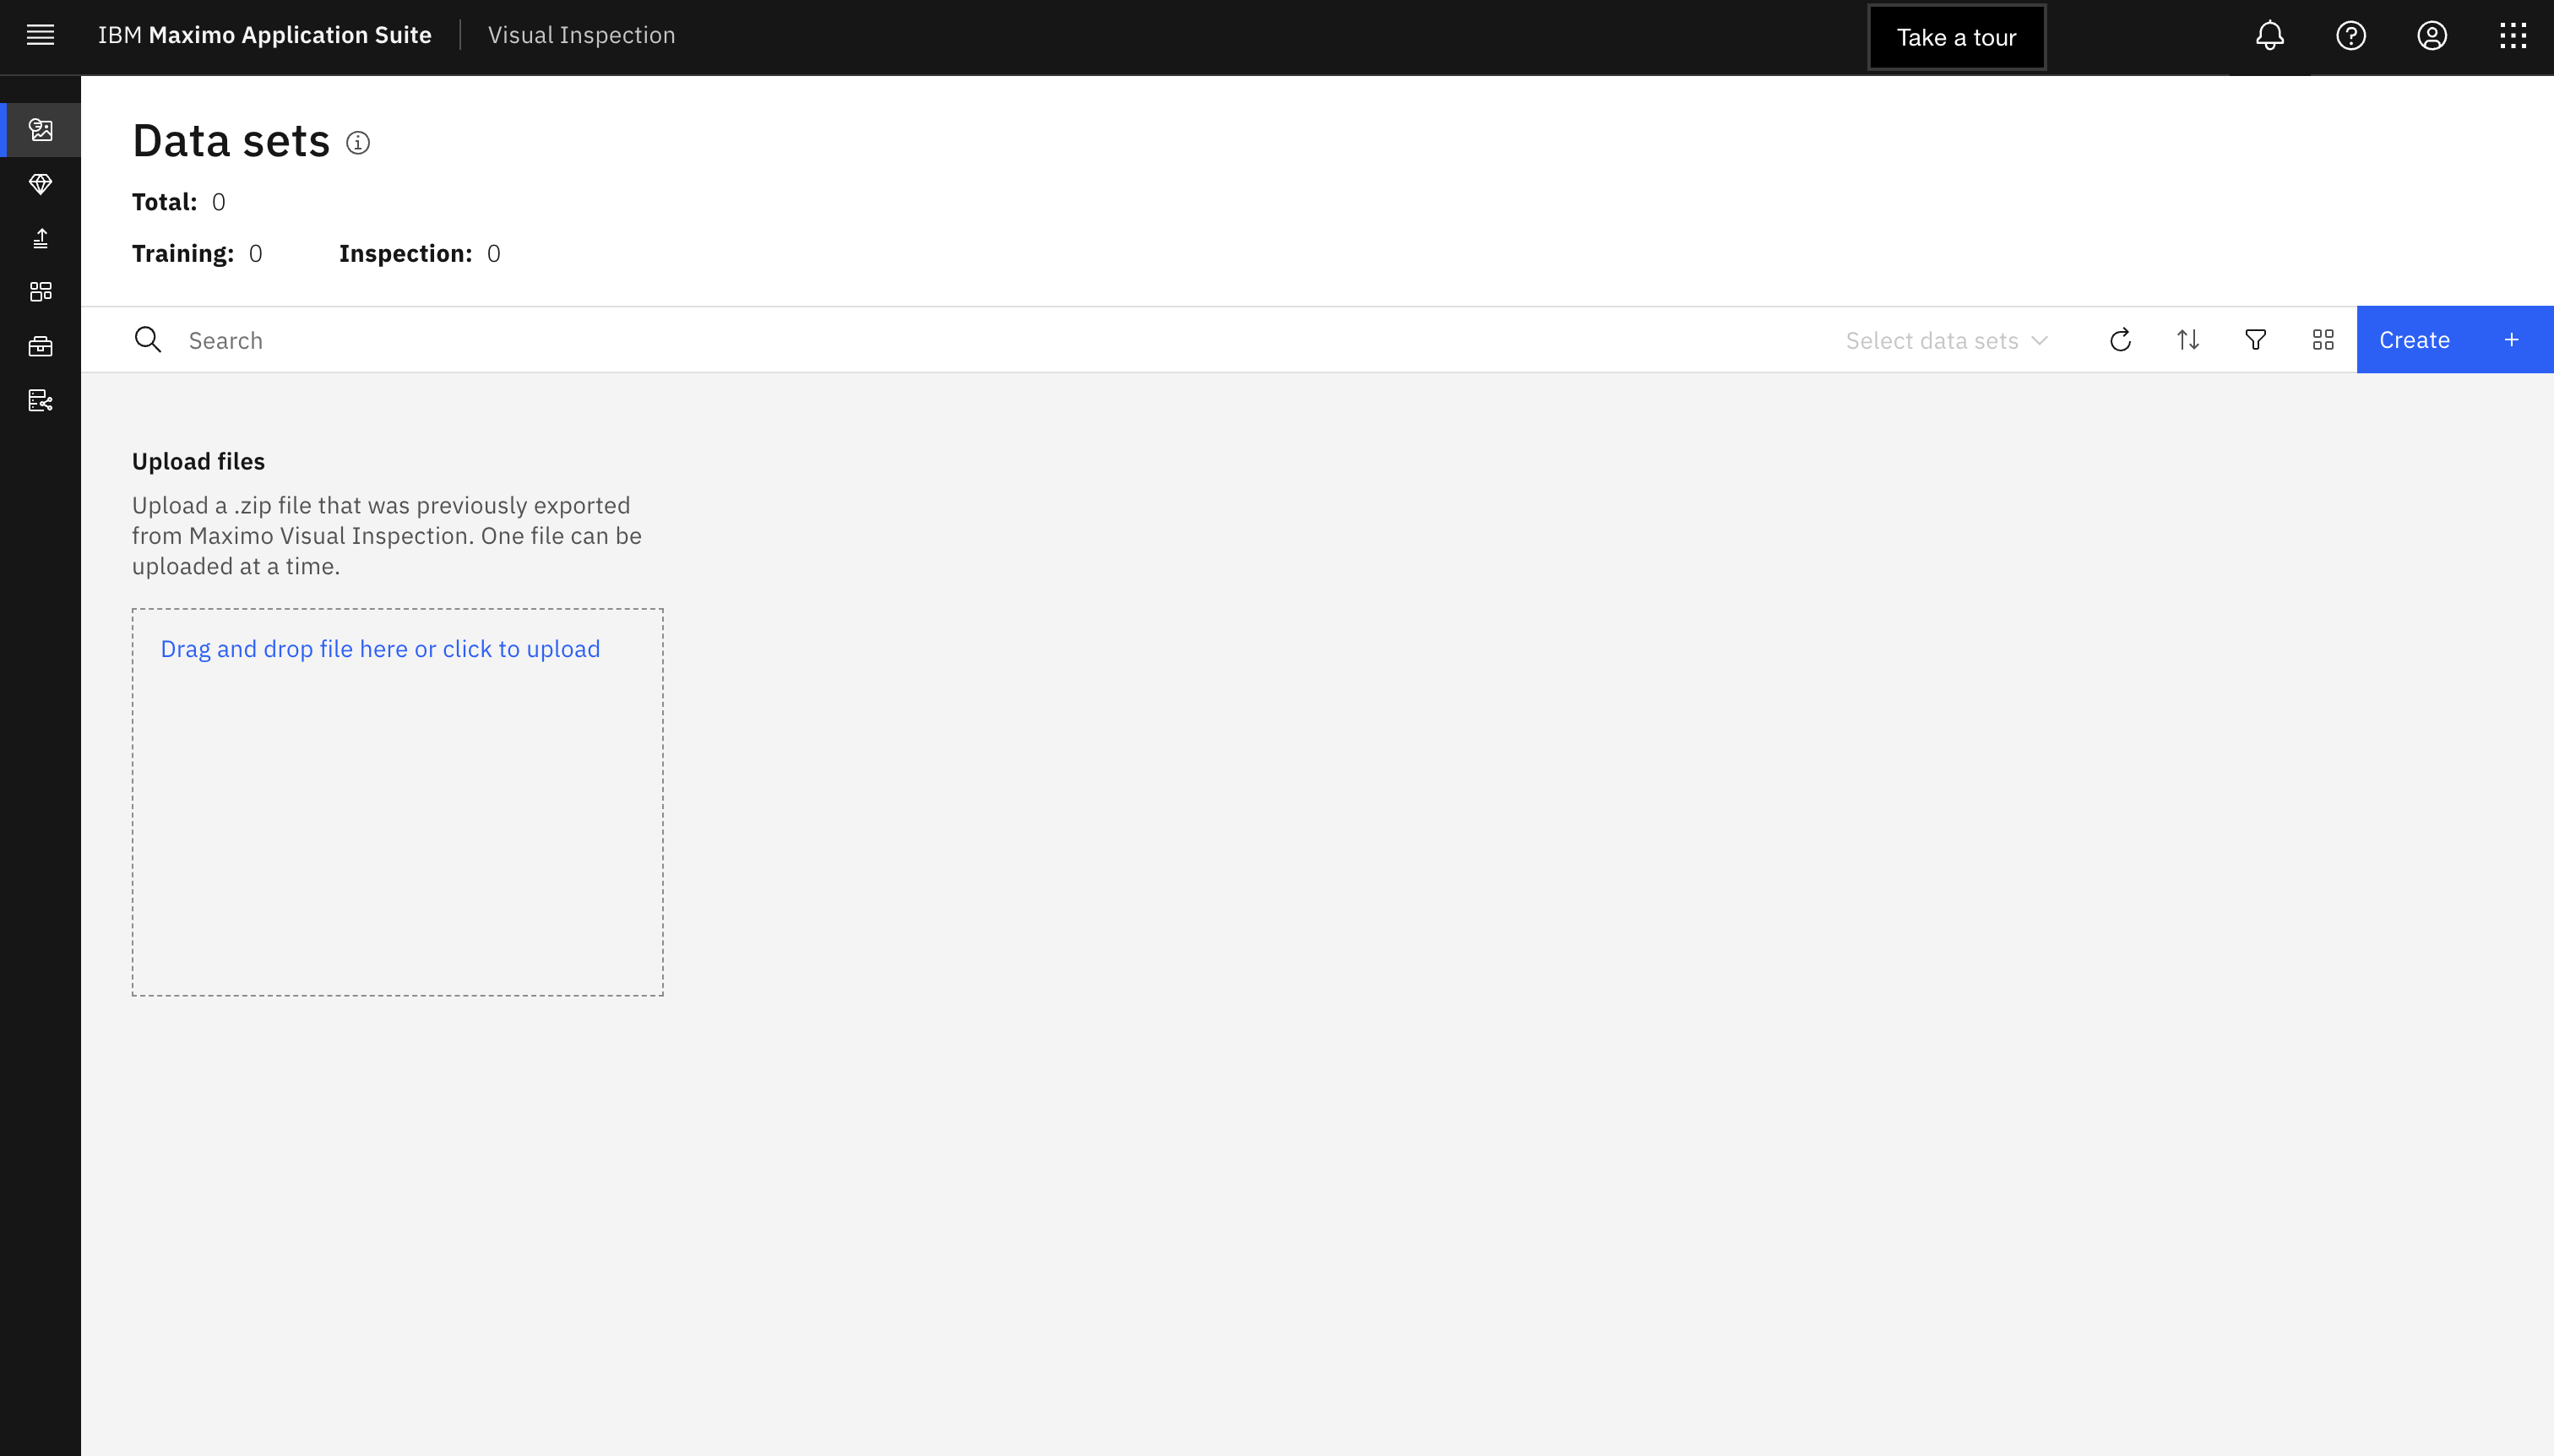 IBM Maximo Application Suite Visual Inspection Take a tour
Data sets
Total: 0
Training: 0 Inspection: 0
Search Select data sets Create +
Upload files
Upload a .zip file that was previously exported
from Maximo Visual Inspection. One file can be
uploaded at a time.
Drag and drop file here or click to upload